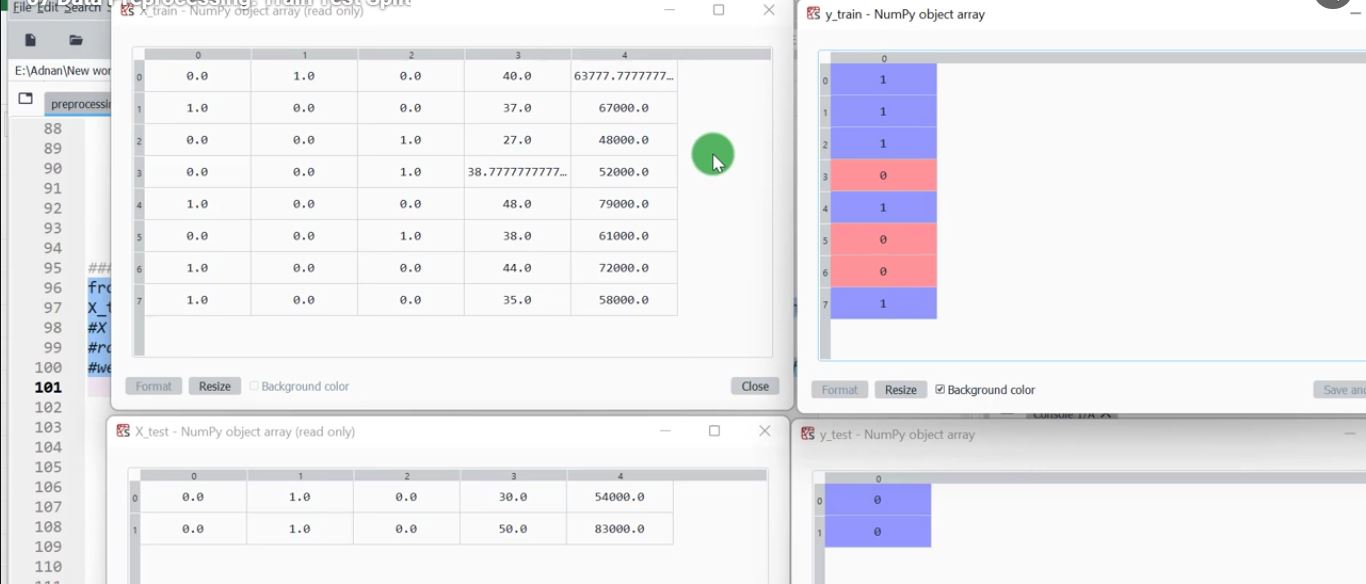 File Edit Search
Data Preprocessing: Train Test Split
X_train - NumPy object array (read only)
0 1 2 3 4
0 0.0 1.0 0.0 40.0 63777.7777777...
1 1.0 0.0 0.0 37.0 67000.0
2 0.0 0.0 1.0 27.0 48000.0
3 0.0 0.0 1.0 38.7777777777... 52000.0
4 1.0 0.0 0.0 48.0 79000.0
5 0.0 0.0 1.0 38.0 61000.0
6 1.0 0.0 0.0 44.0 72000.0
7 1.0 0.0 0.0 35.0 58000.0
Format Resize Background color Close
y_train - NumPy object array
0
0 1
1 1
2 1
3 0
4 1
5 0
6 0
7 1
Format Resize Background color Save and
E:\Adnan\New wor
preprocessin
88
89
90
91
92
93
94
95 ###
96 fro
97 X_t
98 #X
99 #ra
100 #we
101
102
103
104
105
106
107
108
109
110
Console 1/A
X_test - NumPy object array (read only)
0 1 2 3 4
0 0.0 1.0 0.0 30.0 54000.0
1 0.0 1.0 0.0 50.0 83000.0
y_test - NumPy object array
0
0 0
1 0